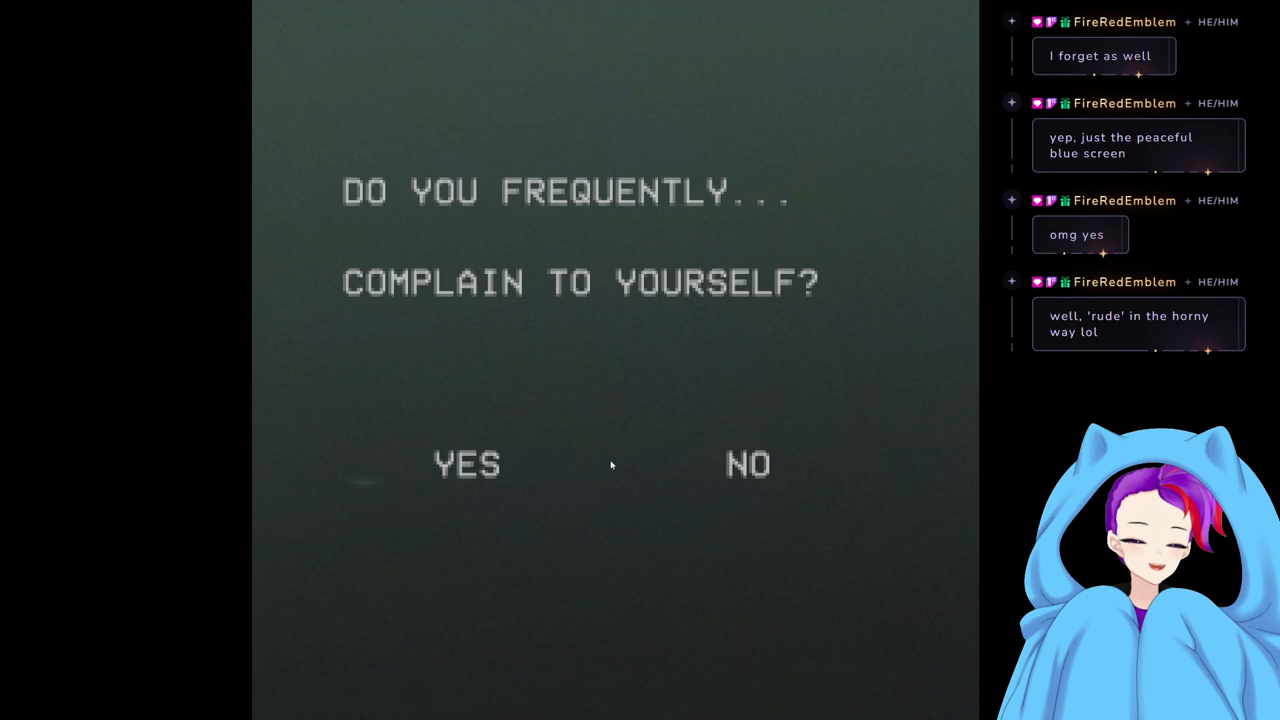 DO YOU FREQUENTLY...
COMPLAIN TO YOURSELF?
YES
NO
FireRedEmblem + HE/HIM
I forget as well
FireRedEmblem + HE/HIM
yep, just the peaceful
blue screen
FireRedEmblem + HE/HIM
omg yes
FireRedEmblem + HE/HIM
well, 'rude' in the horny
way lol